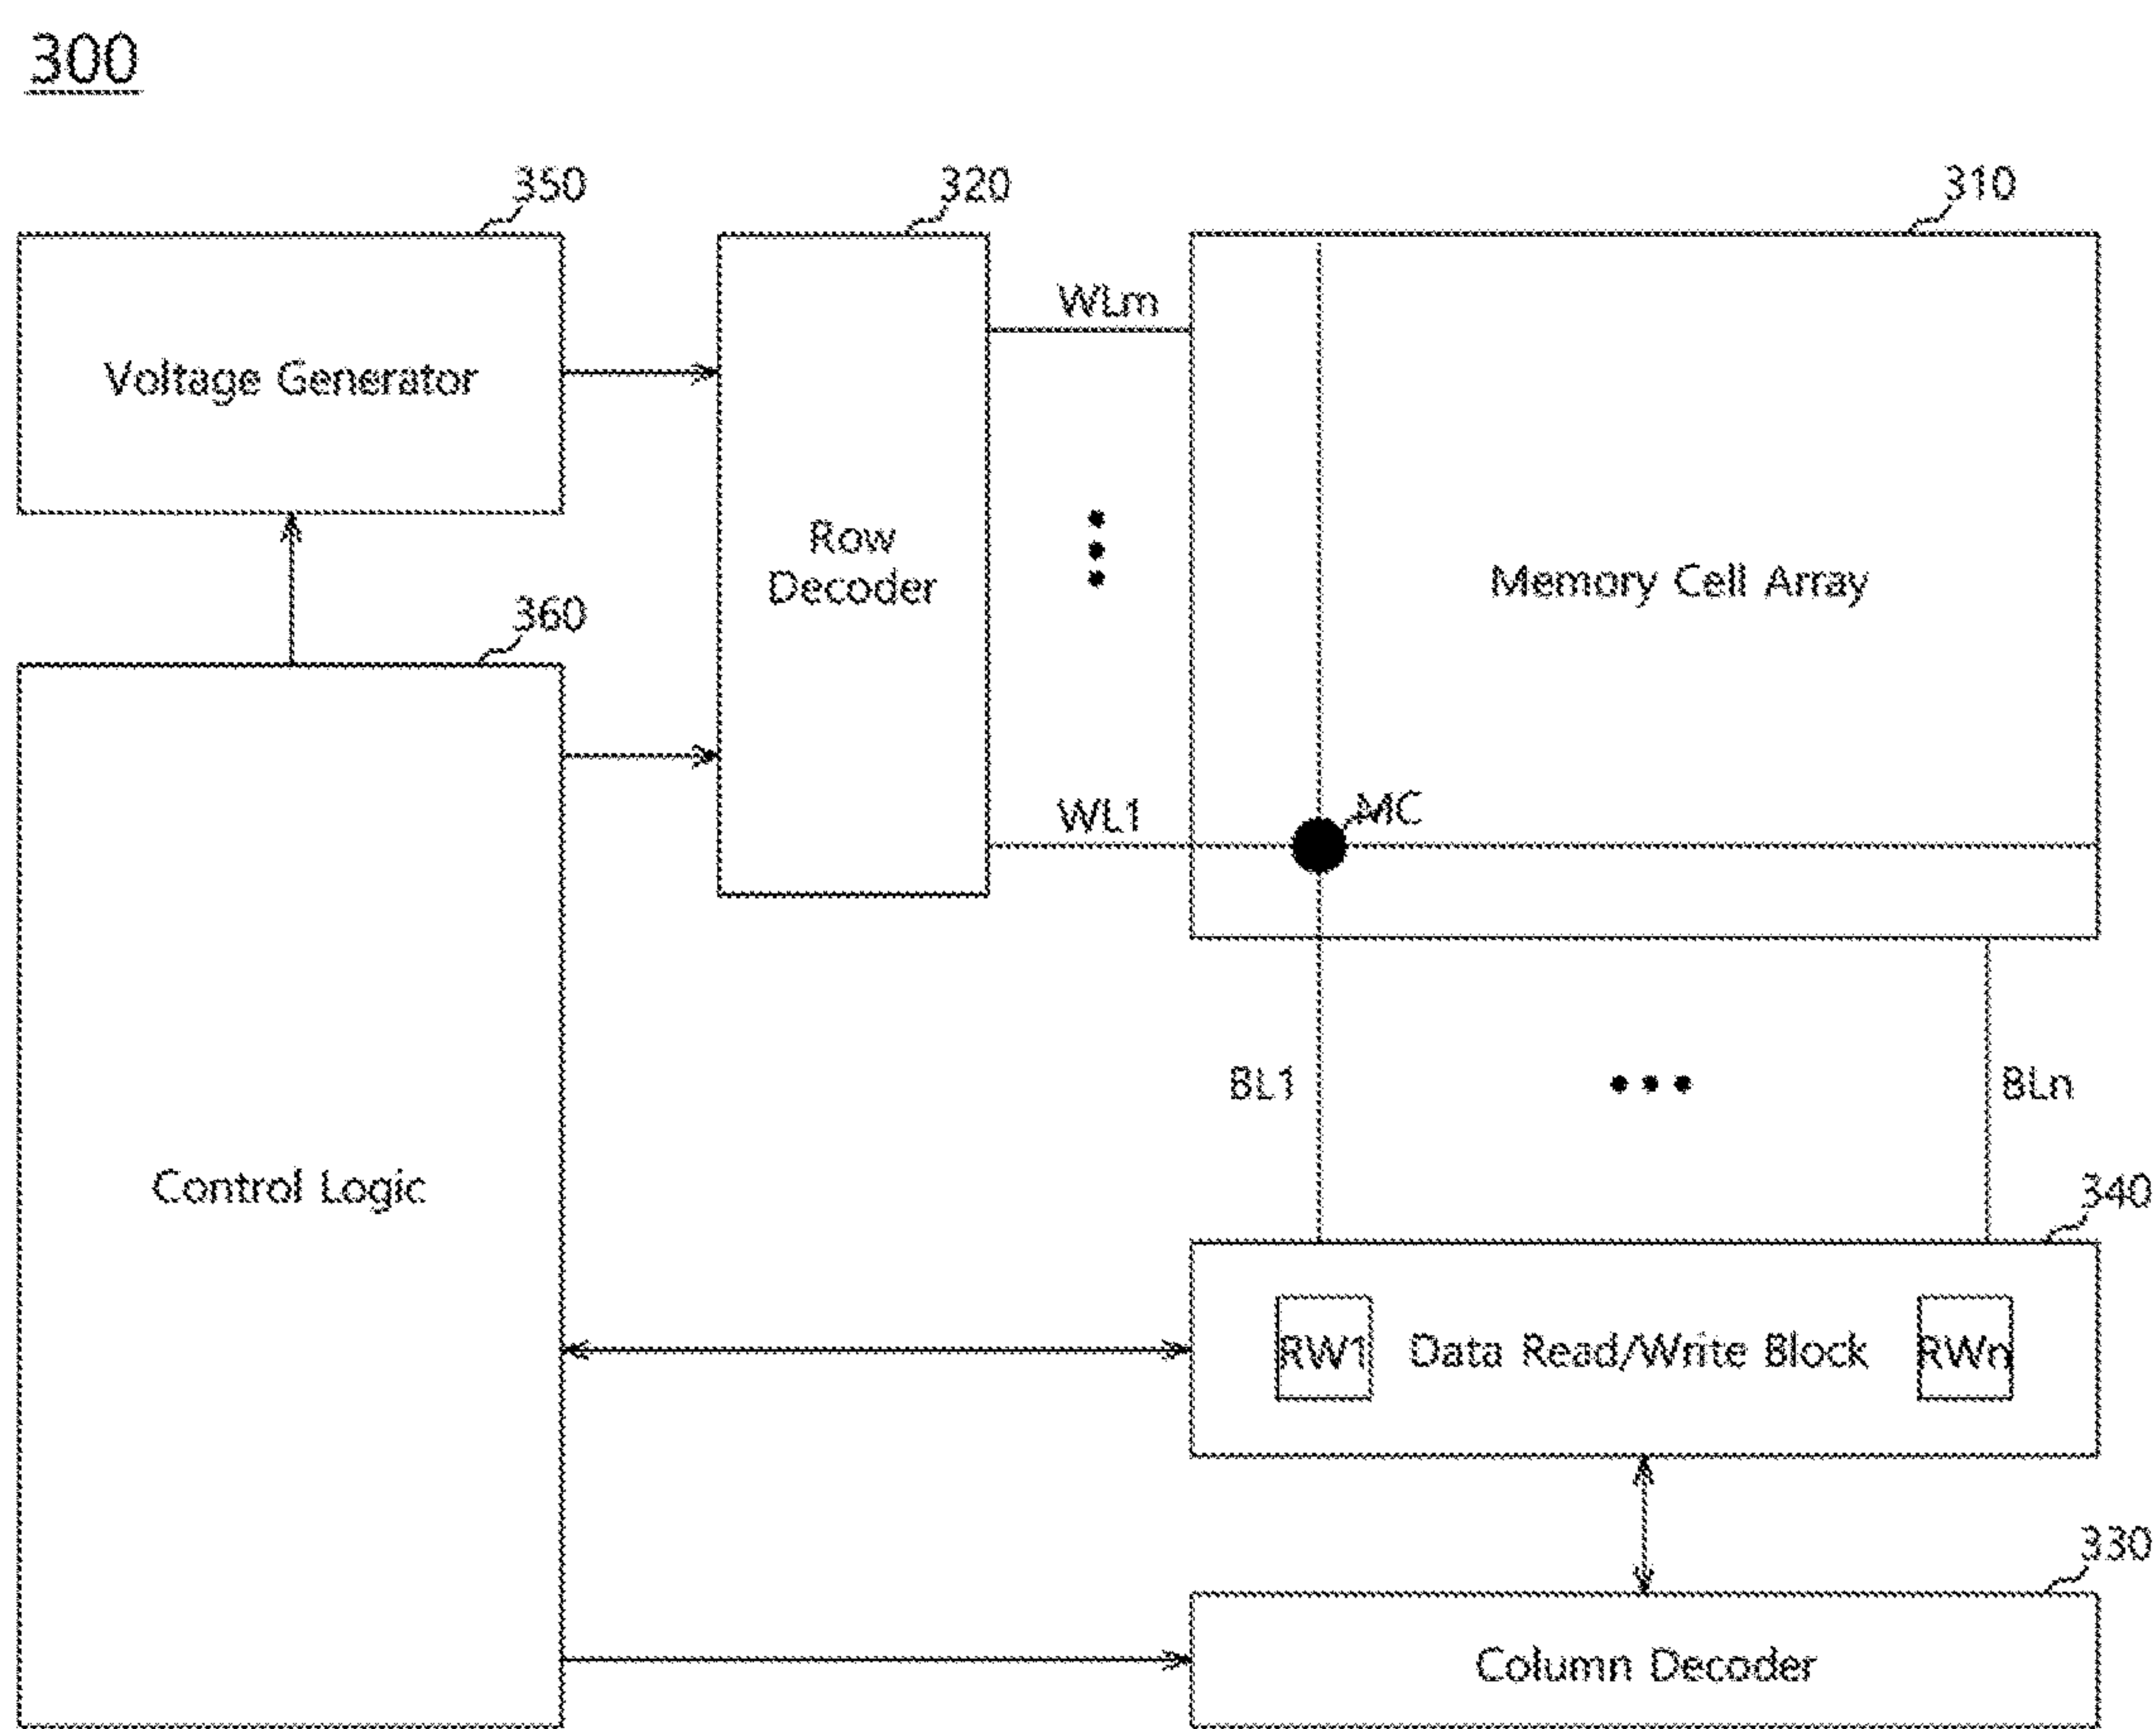 300
350
320
310
WLm
Voltage Generator
Row
Decoder
Memory Cell Array
360
WL1
MC
BL1
BLn
Control Logic
340
RW1
Data Read/Write Block
RWn
330
Column Decoder